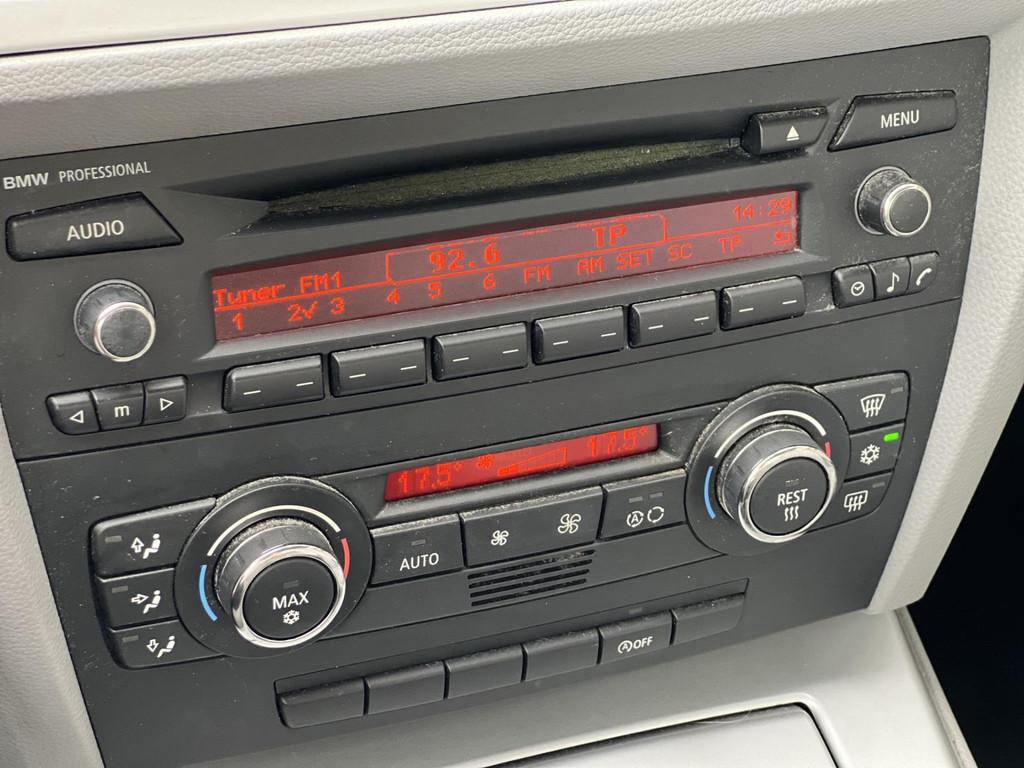 BMW PROFESSIONAL
MENU
AUDIO
14:29
Tuner FM1 92.6 TP
1 2✓ 3 4 5 6 FM AM SET SC TP
m
17.5° 17.5°
REST
AUTO
A
MAX
A OFF